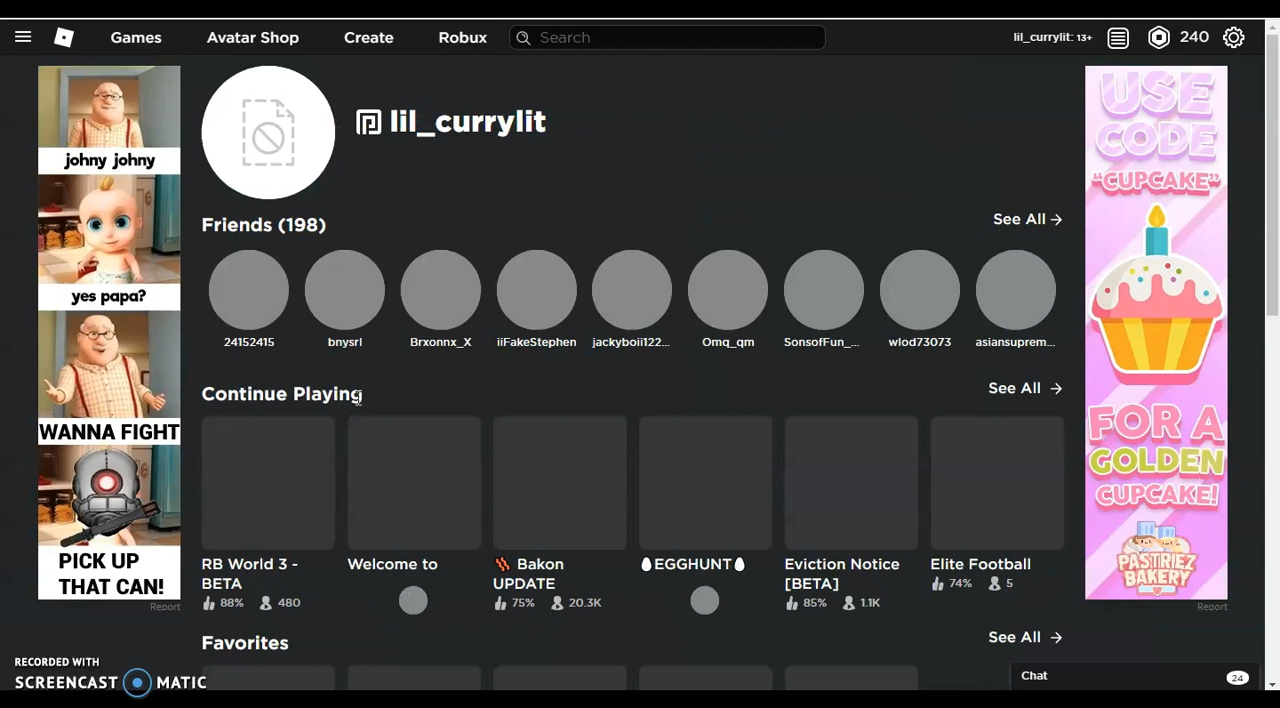 Games
Avatar Shop
Create
Robux
Search
lil_currylit: 13+
240
lil_currylit
Friends (198)
See All
24152415
bnysrl
Brxonnx_X
iiFakeStephen
jackyboii122...
Omq_qm
SonsofFun_...
wlod73073
asiansuprem...
Continue Playing
See All
RB World 3 -
BETA
88% 480
Welcome to
Bakon
UPDATE
75% 20.3K
EGGHUNT
Eviction Notice
[BETA]
85% 1.1K
Elite Football
74% 5
Favorites
See All
Chat
24
johny johny
yes papa?
WANNA FIGHT
PICK UP
THAT CAN!
Report
USE
CODE
"CUPCAKE"
FOR A
GOLDEN
CUPCAKE!
PASTRIEZ
BAKERY
Report
RECORDED WITH
SCREENCAST MATIC